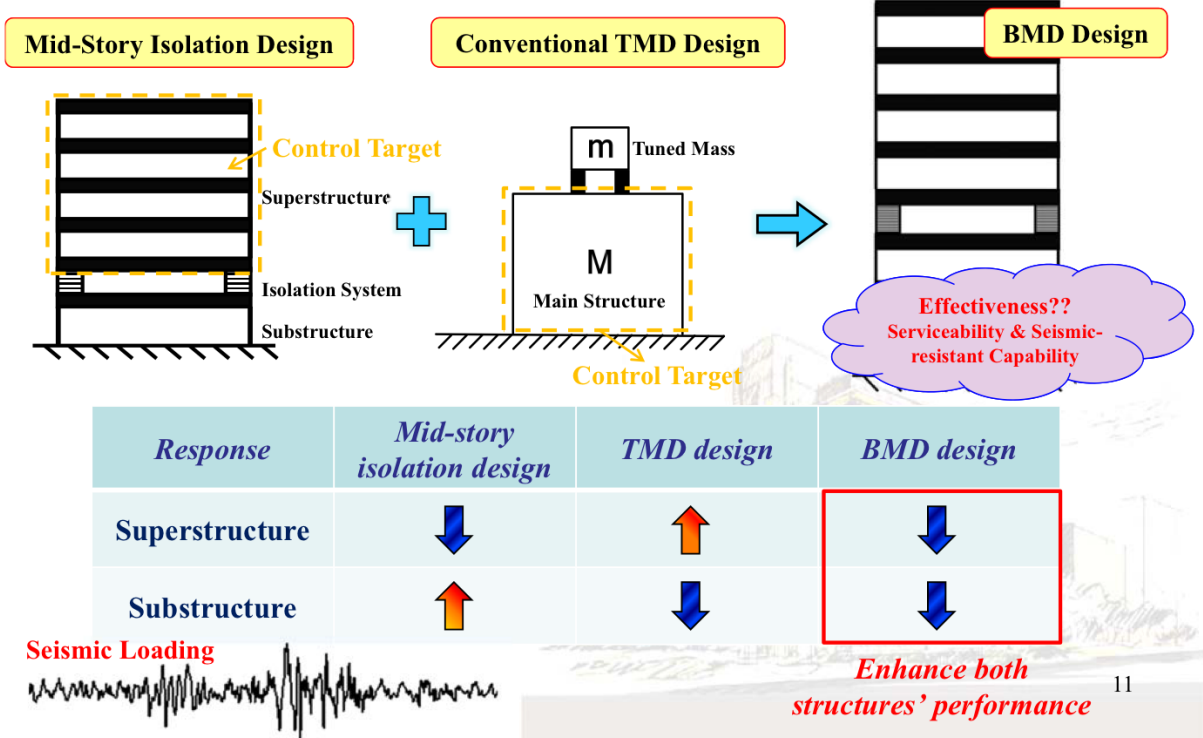 Mid-Story Isolation Design
Conventional TMD Design
BMD Design
Control Target
Superstructure
Isolation System
Substructure
m
Tuned Mass
M
Main Structure
Control Target
Effectiveness??
Serviceability & Seismic-
resistant Capability
Response
Mid-story
isolation design
TMD design
BMD design
Superstructure
Substructure
Seismic Loading
Enhance both
structures’ performance
11